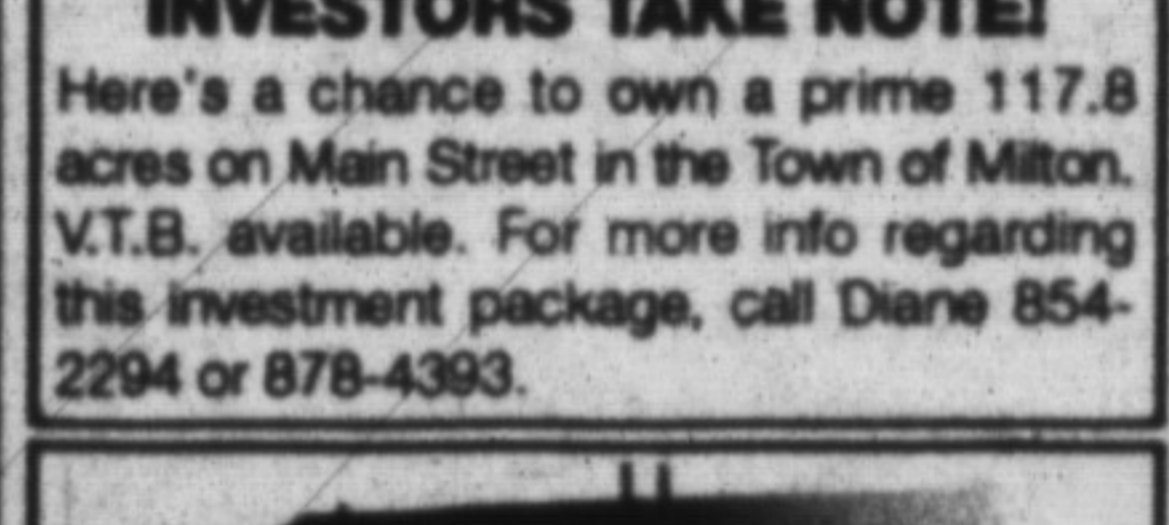 INVESTORS TAKE NOTE!
Here's a chance to own a prime 117.8
acres on Main Street in the Town of Milton.
V.T.B. available. For more info regarding
this investment package, call Diane 854-
2294 or 878-4393.